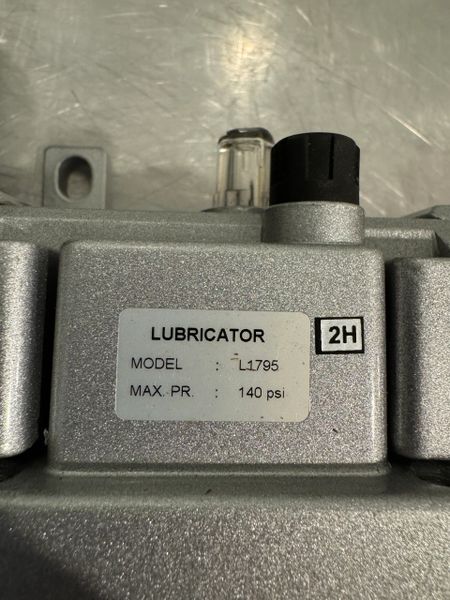 LUBRICATOR
2H
MODEL : L1795
MAX. PR. : 140 psi